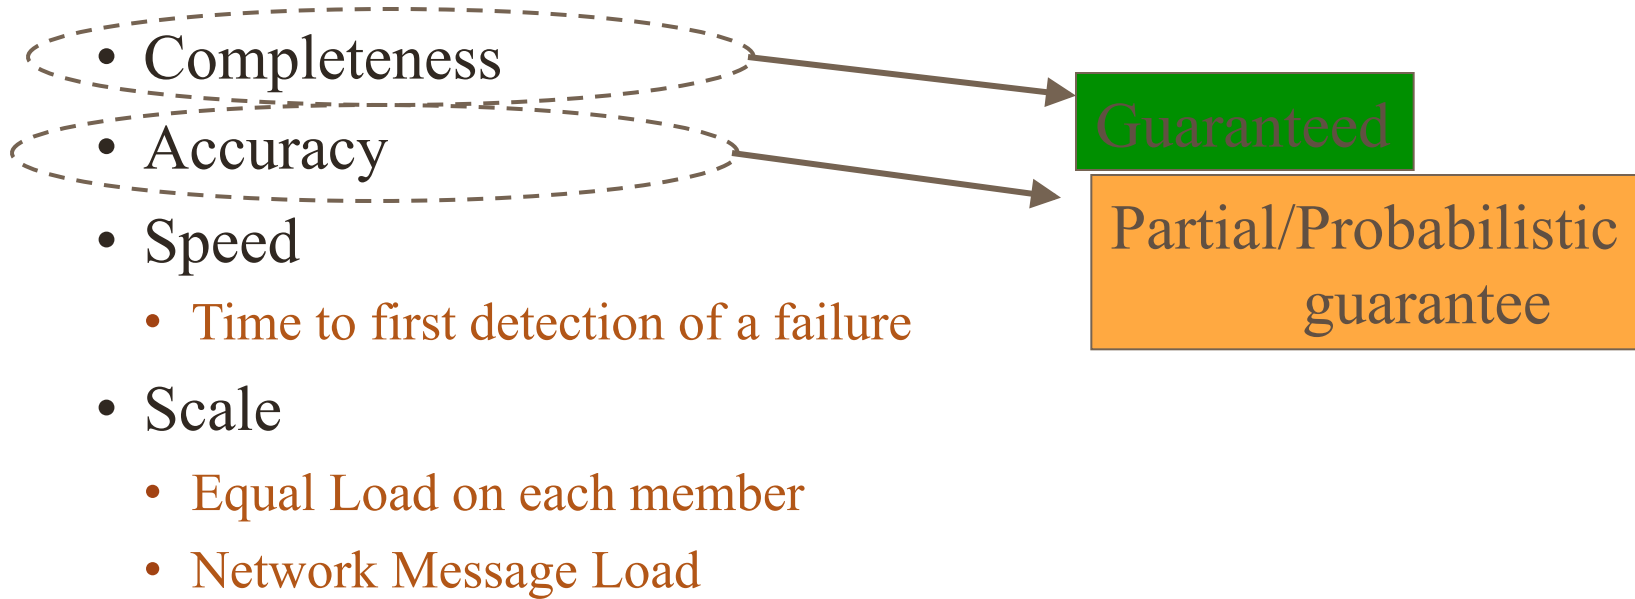 • Completeness
Guaranteed
• Accuracy
Partial/Probabilistic
guarantee
• Speed
• Time to first detection of a failure
• Scale
• Equal Load on each member
• Network Message Load